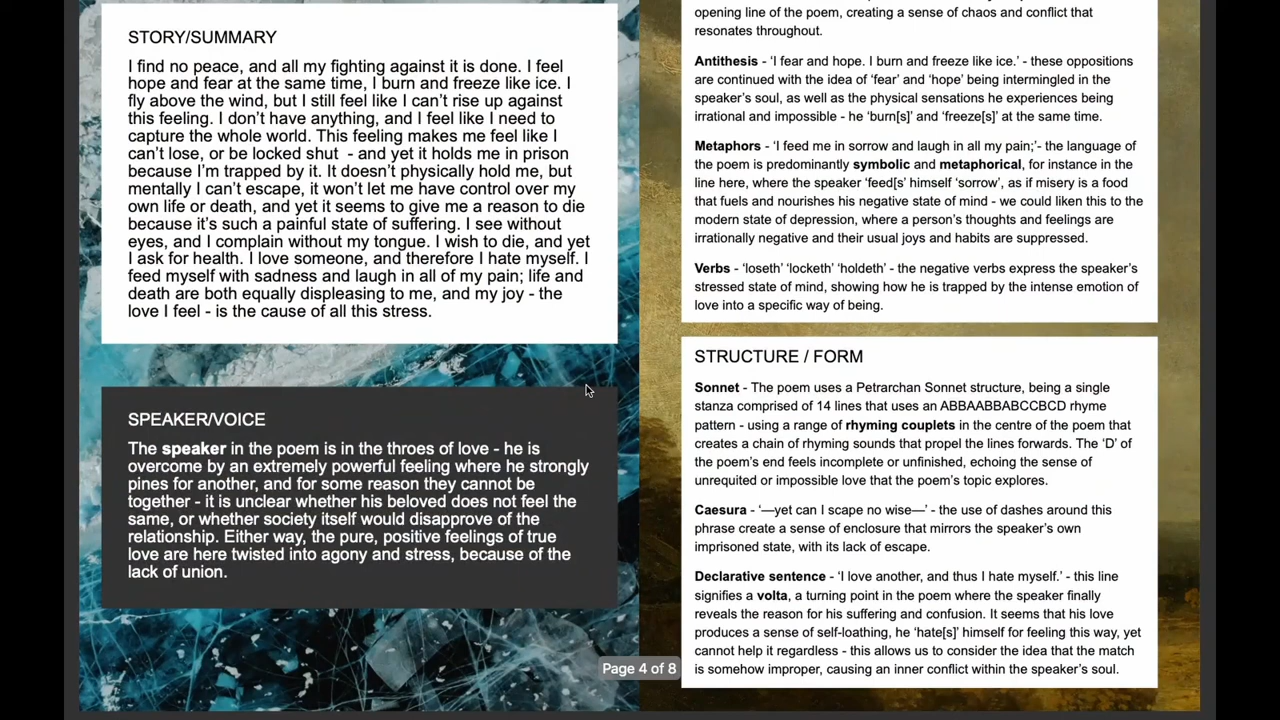 STORY/SUMMARY
I find no peace, and all my fighting against it is done. I feel
hope and fear at the same time, I burn and freeze like ice. I
fly above the wind, but I still feel like I can’t rise up against
this feeling. I don’t have anything, and I feel like I need to
capture the whole world. This feeling makes me feel like I
can’t lose, or be locked shut - and yet it holds me in prison
because I’m trapped by it. It doesn’t physically hold me, but
mentally I can’t escape, it won’t let me have control over my
own life or death, and yet it seems to give me a reason to die
because it’s such a painful state of suffering. I see without
eyes, and I complain without my tongue. I wish to die, and yet
I ask for health. I love someone, and therefore I hate myself. I
feed myself with sadness and laugh in all of my pain; life and
death are both equally displeasing to me, and my joy - the
love I feel - is the cause of all this stress.
SPEAKER/VOICE
The speaker in the poem is in the throes of love - he is
overcome by an extremely powerful feeling where he strongly
pines for another, and for some reason they cannot be
together - it is unclear whether his beloved does not feel the
same, or whether society itself would disapprove of the
relationship. Either way, the pure, positive feelings of true
love are here twisted into agony and stress, because of the
lack of union.
opening line of the poem, creating a sense of chaos and conflict that
resonates throughout.
Antithesis - ‘I fear and hope. I burn and freeze like ice.’ - these oppositions
are continued with the idea of ‘fear’ and ‘hope’ being intermingled in the
speaker’s soul, as well as the physical sensations he experiences being
irrational and impossible - he ‘burn[s]’ and ‘freeze[s]’ at the same time.
Metaphors - ‘I feed me in sorrow and laugh in all my pain;’- the language of
the poem is predominantly symbolic and metaphorical, for instance in the
line here, where the speaker ‘feed[s’ himself ‘sorrow’, as if misery is a food
that fuels and nourishes his negative state of mind - we could liken this to the
modern state of depression, where a person’s thoughts and feelings are
irrationally negative and their usual joys and habits are suppressed.
Verbs - ‘loseth’ ‘locketh’ ‘holdeth’ - the negative verbs express the speaker’s
stressed state of mind, showing how he is trapped by the intense emotion of
love into a specific way of being.
STRUCTURE / FORM
Sonnet - The poem uses a Petrarchan Sonnet structure, being a single
stanza comprised of 14 lines that uses an ABBAABBABCCBCD rhyme
pattern - using a range of rhyming couplets in the centre of the poem that
creates a chain of rhyming sounds that propel the lines forwards. The ‘D’ of
the poem’s end feels incomplete or unfinished, echoing the sense of
unrequited or impossible love that the poem’s topic explores.
Caesura - ‘—yet can I scape no wise—’ - the use of dashes around this
phrase create a sense of enclosure that mirrors the speaker’s own
imprisoned state, with its lack of escape.
Declarative sentence - ‘I love another, and thus I hate myself.’ - this line
signifies a volta, a turning point in the poem where the speaker finally
reveals the reason for his suffering and confusion. It seems that his love
produces a sense of self-loathing, he ‘hate[s]’ himself for feeling this way, yet
cannot help it regardless - this allows us to consider the idea that the match
is somehow improper, causing an inner conflict within the speaker’s soul.
Page 4 of 8